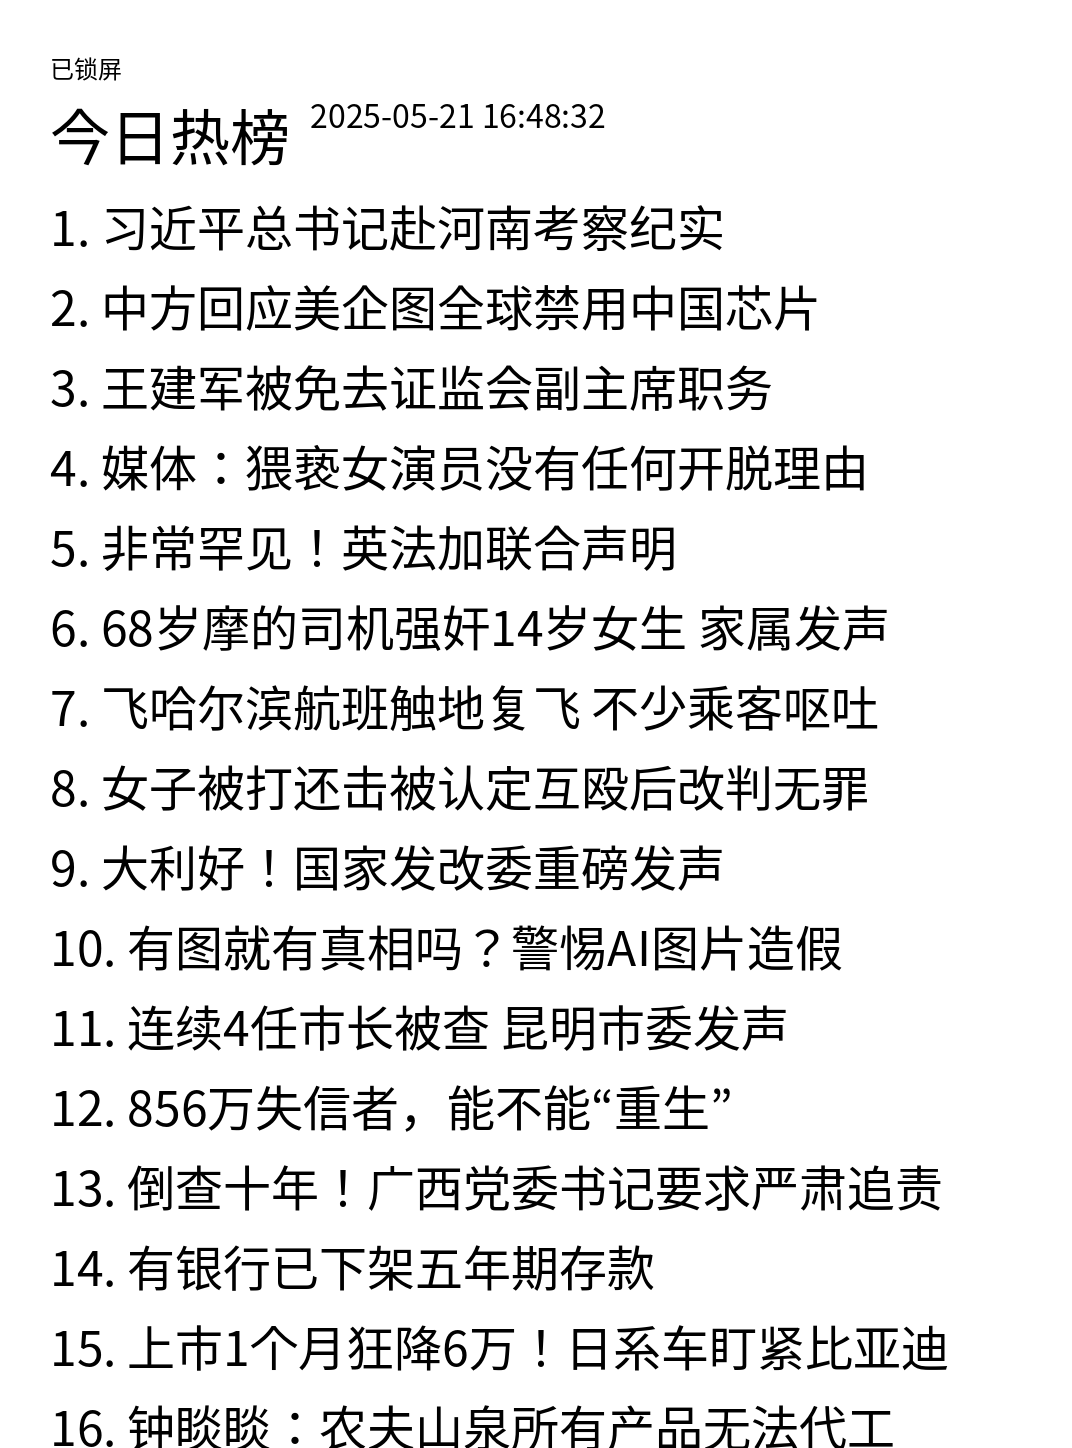 已锁屏
今日热榜 2025-05-21 16:48:32
1. 习近平总书记赴河南考察纪实
2. 中方回应美企图全球禁用中国芯片
3. 王建军被免去证监会副主席职务
4. 媒体：猥亵女演员没有任何开脱理由
5. 非常罕见！英法加联合声明
6. 68岁摩的司机强奸14岁女生 家属发声
7. 飞哈尔滨航班触地复飞 不少乘客呕吐
8. 女子被打还击被认定互殴后改判无罪
9. 大利好！国家发改委重磅发声
10. 有图就有真相吗？警惕AI图片造假
11. 连续4任市长被查 昆明市委发声
12. 856万失信者，能不能“重生”
13. 倒查十年！广西党委书记要求严肃追责
14. 有银行已下架五年期存款
15. 上市1个月狂降6万！日系车盯紧比亚迪
16. 钟睒睒：农夫山泉所有产品无法代工